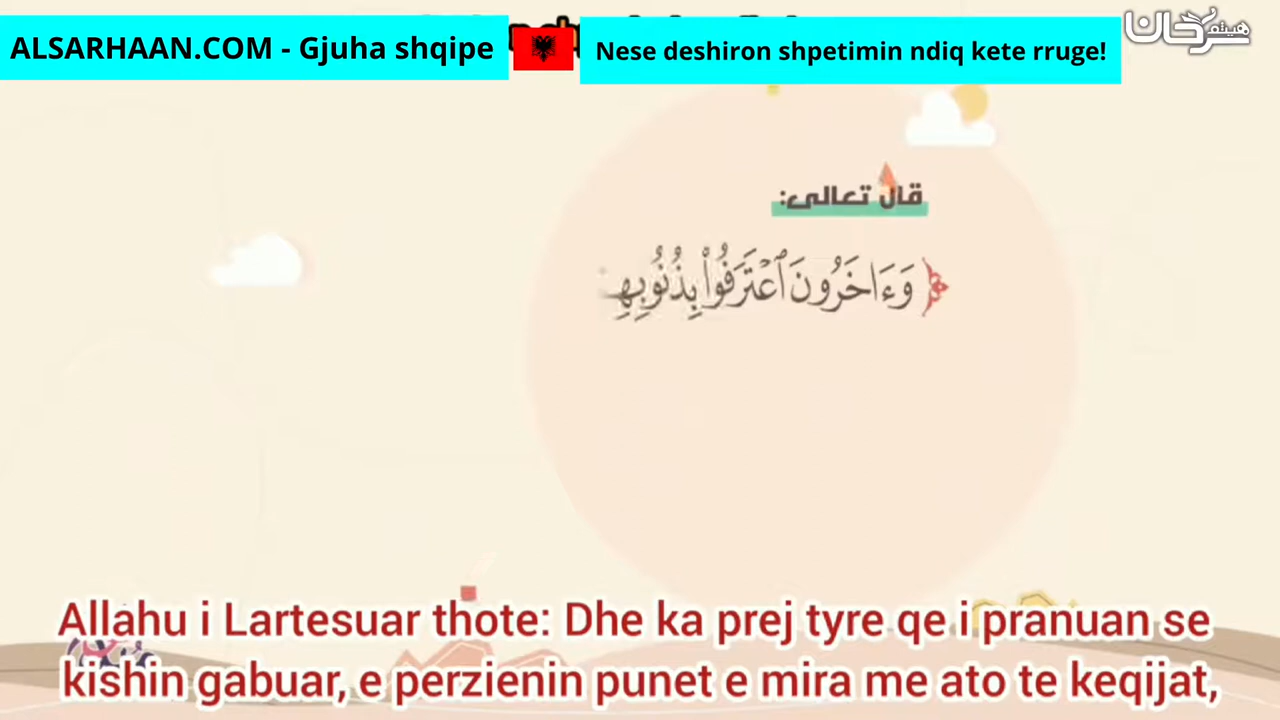 ALSARHAAN.COM - Gjuha shqipe
Nese deshiron shpetimin ndiq kete rruge!
هيثم سرحان
قال تعالى:
وَءَاخَرُونَ ٱعْتَرَفُوا۟ بِذُنُوبِهِ
Allahu i Lartesuar thote: Dhe ka prej tyre qe i pranuan se
kishin gabuar, e perzienin punet e mira me ato te keqijat,